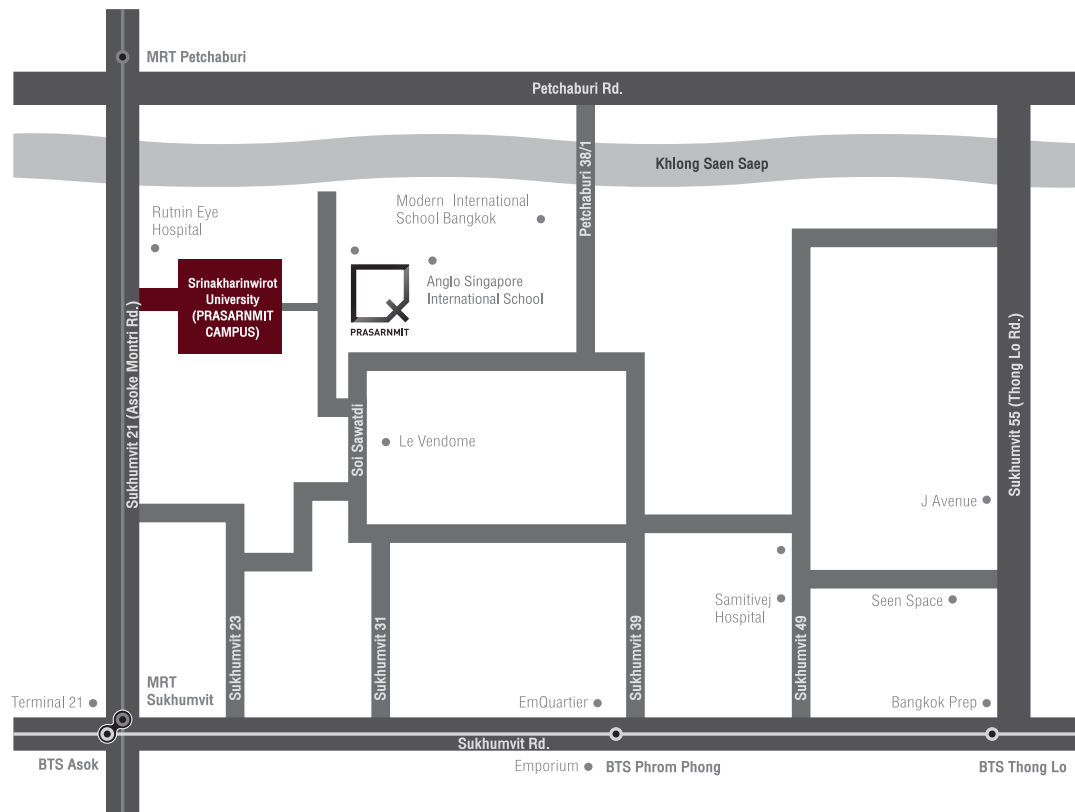 MRT Petchaburi
Petchaburi Rd.
Khlong Saen Saep
Petchaburi 38/1
Modern International
School Bangkok
Rutnin Eye
Hospital
Srinakharinwirot
University
(PRASARNMIT
CAMPUS)
Anglo Singapore
International School
PRASARNMIT
Sukhumvit 21 (Asoke Montri Rd.)
Soi Sawatdi
Le Vendome
Sukhumvit 55 (Thong Lo Rd.)
J Avenue
Samitivej
Hospital
Seen Space
Sukhumvit 23
Sukhumvit 31
Sukhumvit 39
Sukhumvit 49
MRT
Sukhumvit
Terminal 21
EmQuartier
Bangkok Prep
Sukhumvit Rd.
BTS Asok
Emporium
BTS Phrom Phong
BTS Thong Lo